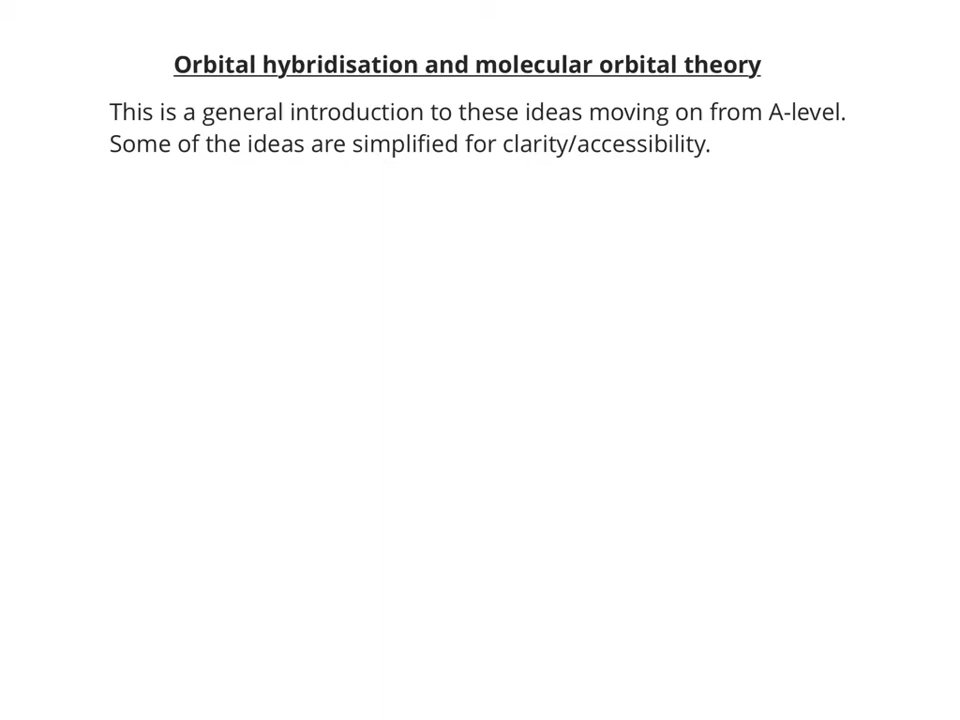 Orbital hybridisation and molecular orbital theory
This is a general introduction to these ideas moving on from A-level.
Some of the ideas are simplified for clarity/accessibility.